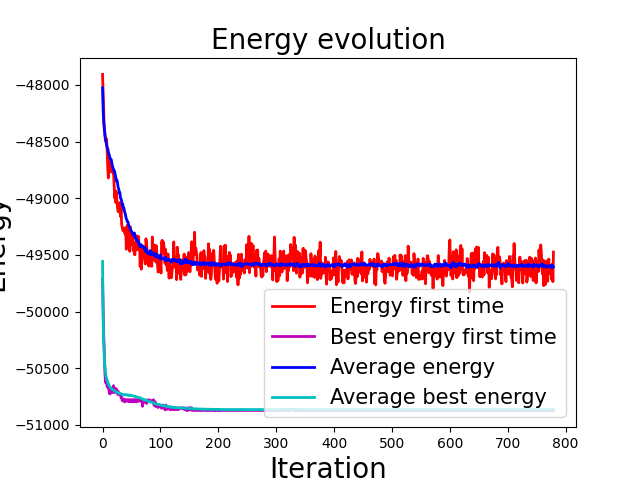 Energy evolution
−48000
−48500
−49000
−49500
−50000
−50500
−51000
Energy
Energy first time
Best energy first time
Average energy
Average best energy
0 100 200 300 400 500 600 700 800
Iteration